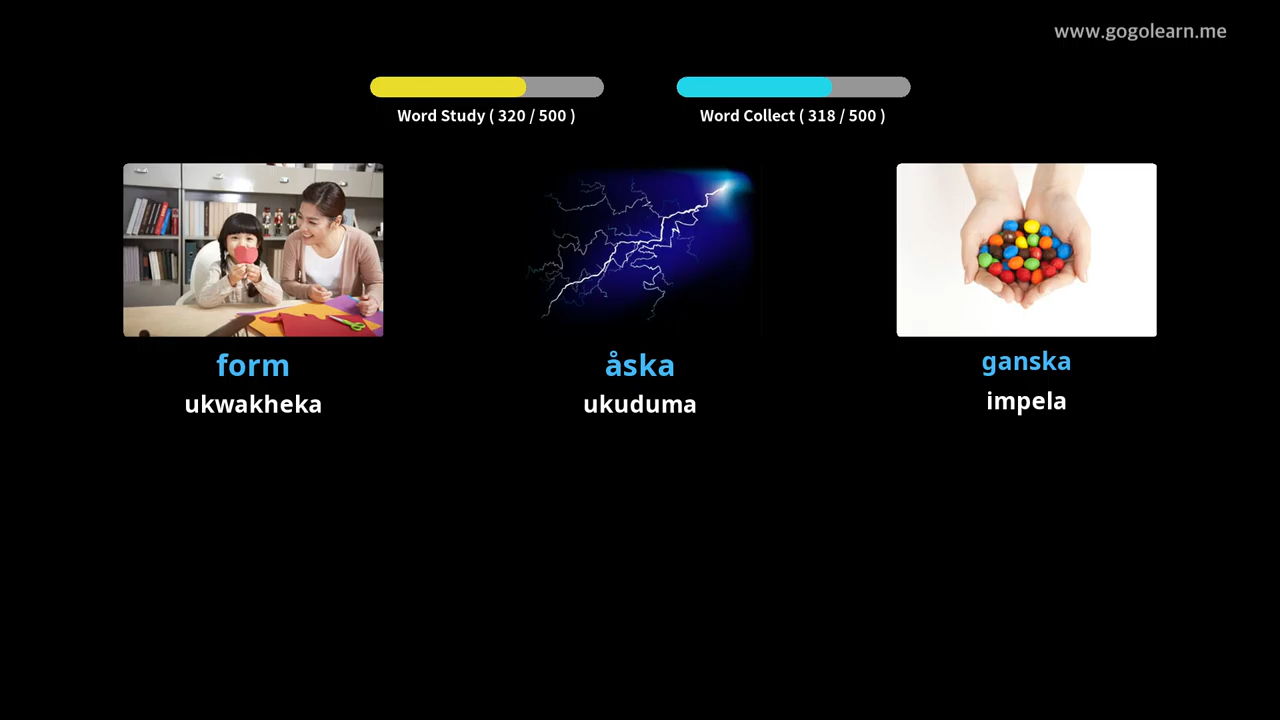 www.gogolearn.me
Word Study ( 320 / 500 )
Word Collect ( 318 / 500 )
form
ukwakheka
åska
ukuduma
ganska
impela